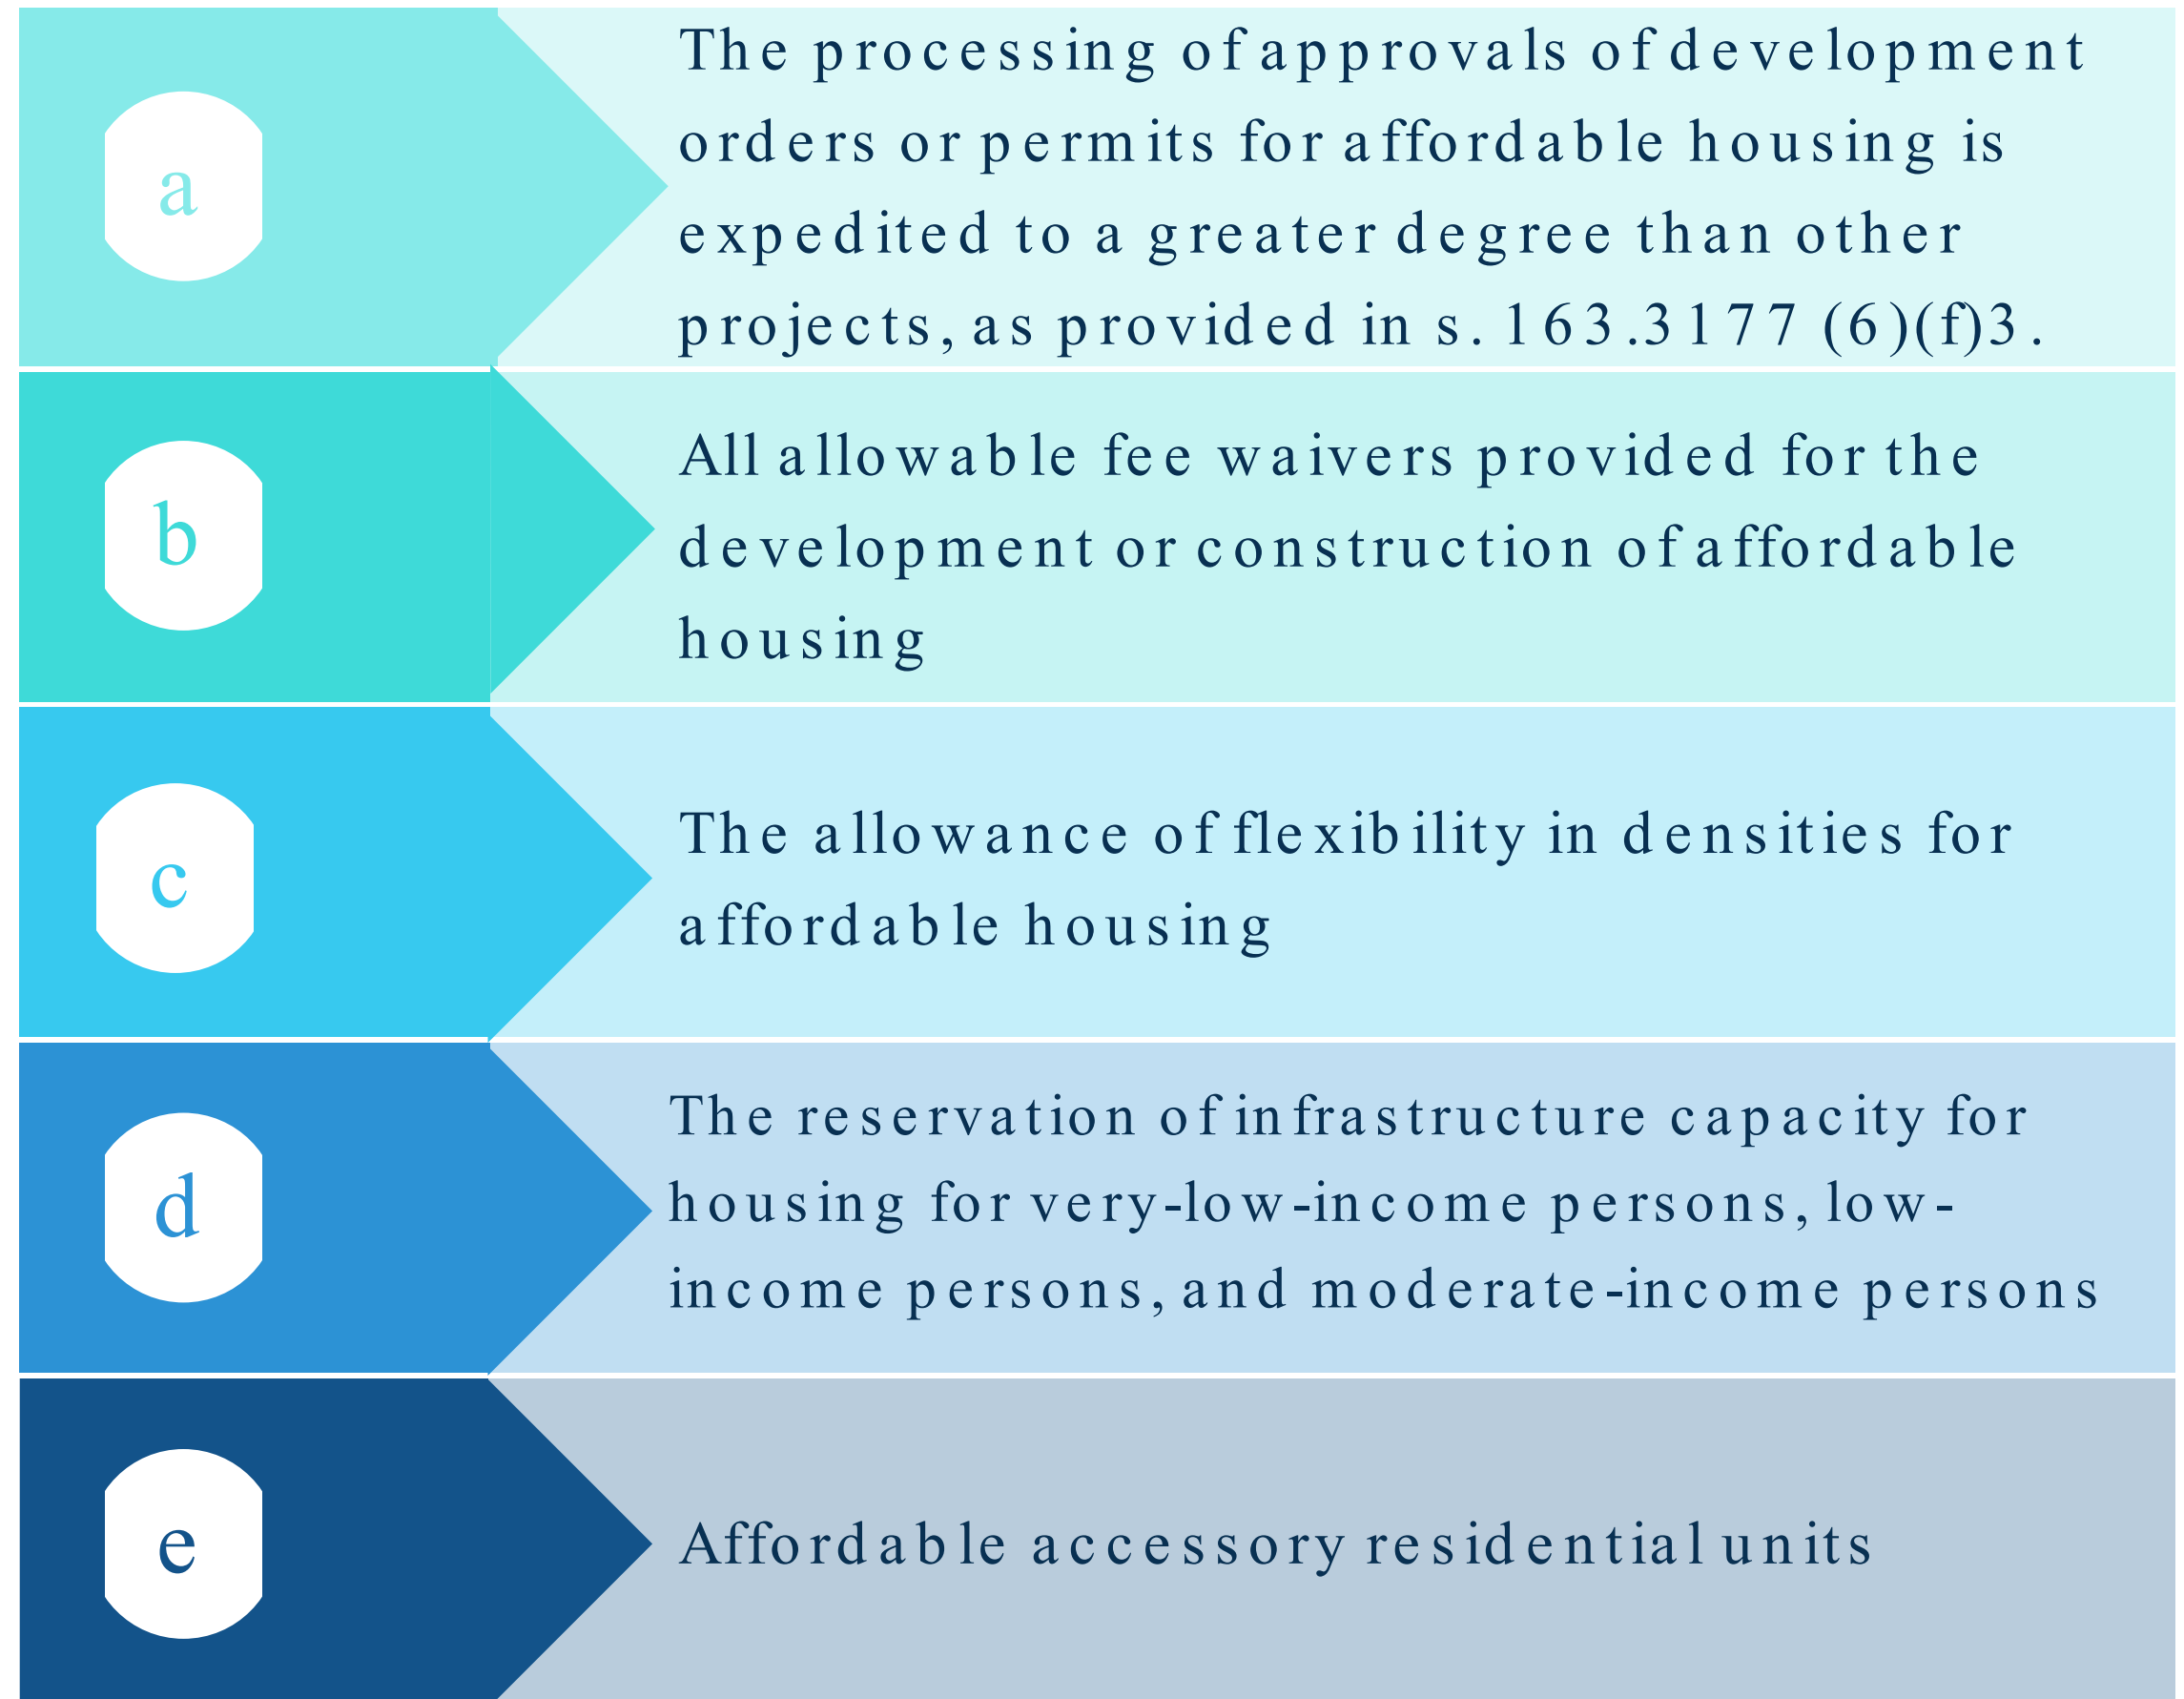 a
The processing of approvals of development
orders or permits for affordable housing is
expedited to a greater degree than other
projects, as provided in s. 163.3177 (6)(f)3.
b
All allowable fee waivers provided for the
development or construction of affordable
housing
c
The allowance of flexibility in densities for
affordable housing
d
The reservation of infrastructure capacity for
housing for very-low-income persons, low-
income persons, and moderate-income persons
e
Affordable accessory residential units